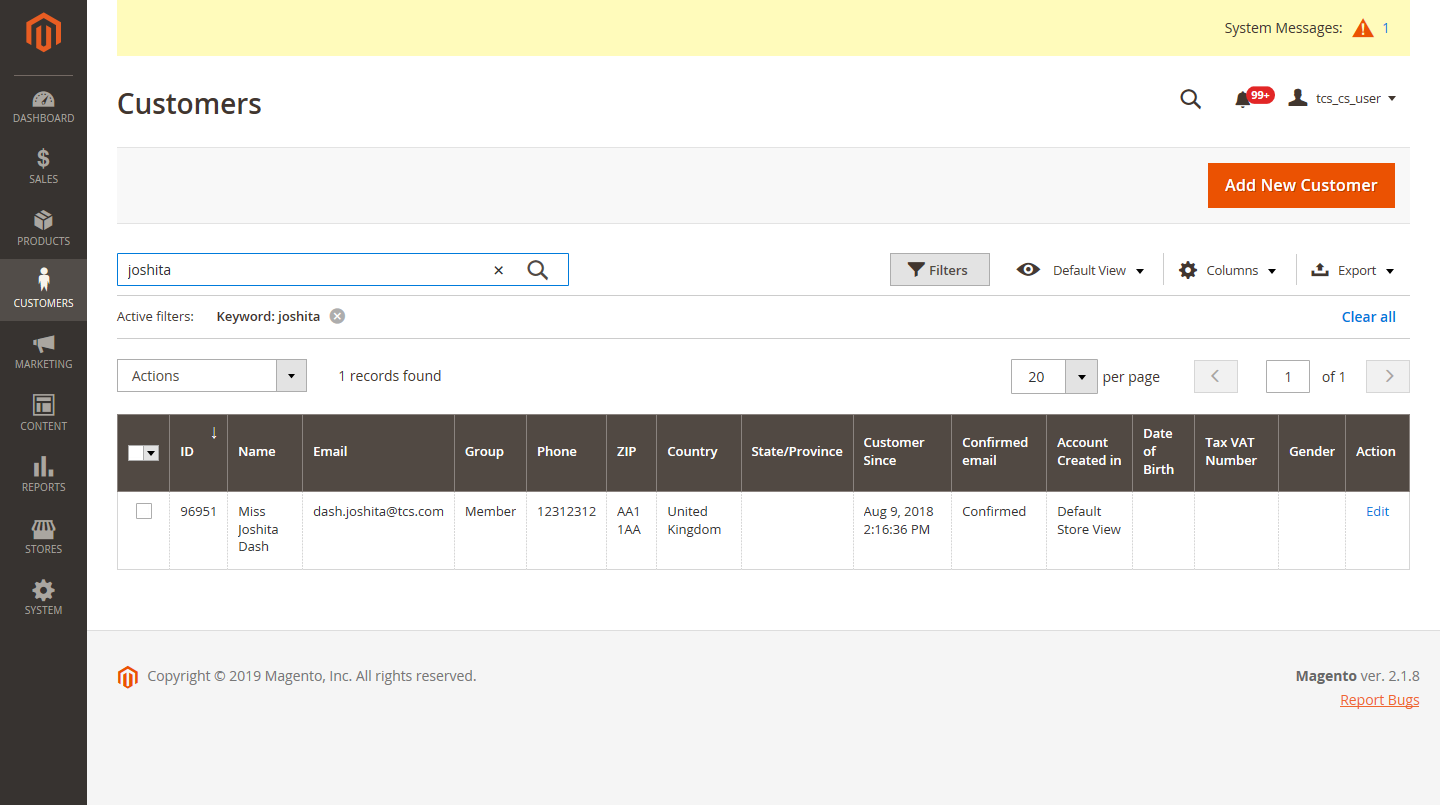 System Messages: 1
Customers
99+
tcs_cs_user
Add New Customer
joshita
Filters
Default View
Columns
Export
Active filters: Keyword: joshita
Clear all
Actions
1 records found
20
per page
1
of 1
ID
Name
Email
Group
Phone
ZIP
Country
State/Province
Customer
Since
Confirmed
email
Account
Created in
Date
of
Birth
Tax VAT
Number
Gender
Action
96951
Miss
Joshita
Dash
dash.joshita@tcs.com
Member
12312312
AA1
1AA
United
Kingdom
Aug 9, 2018
2:16:36 PM
Confirmed
Default
Store View
Edit
DASHBOARD
SALES
PRODUCTS
CUSTOMERS
MARKETING
CONTENT
REPORTS
STORES
SYSTEM
Copyright © 2019 Magento, Inc. All rights reserved.
Magento ver. 2.1.8
Report Bugs